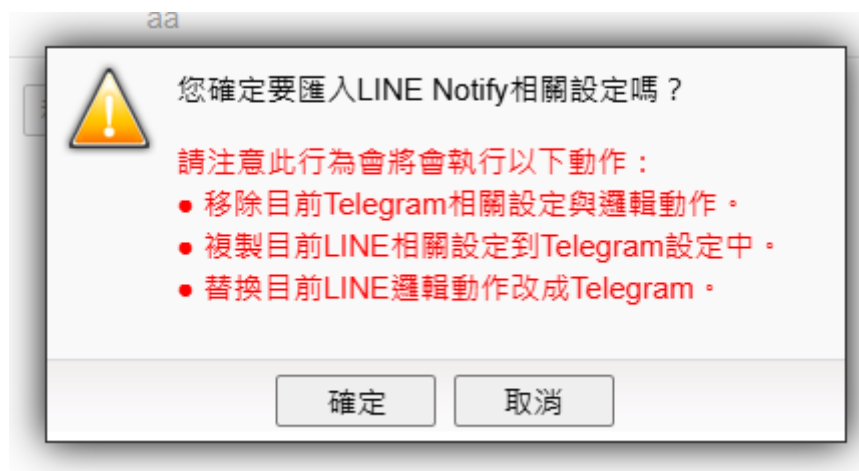 aa
您確定要匯入LINE Notify相關設定嗎？
請注意此行為會將會執行以下動作：
● 移除目前Telegram相關設定與邏輯動作。
● 複製目前LINE相關設定到Telegram設定中。
● 替換目前LINE邏輯動作改成Telegram。
確定
取消